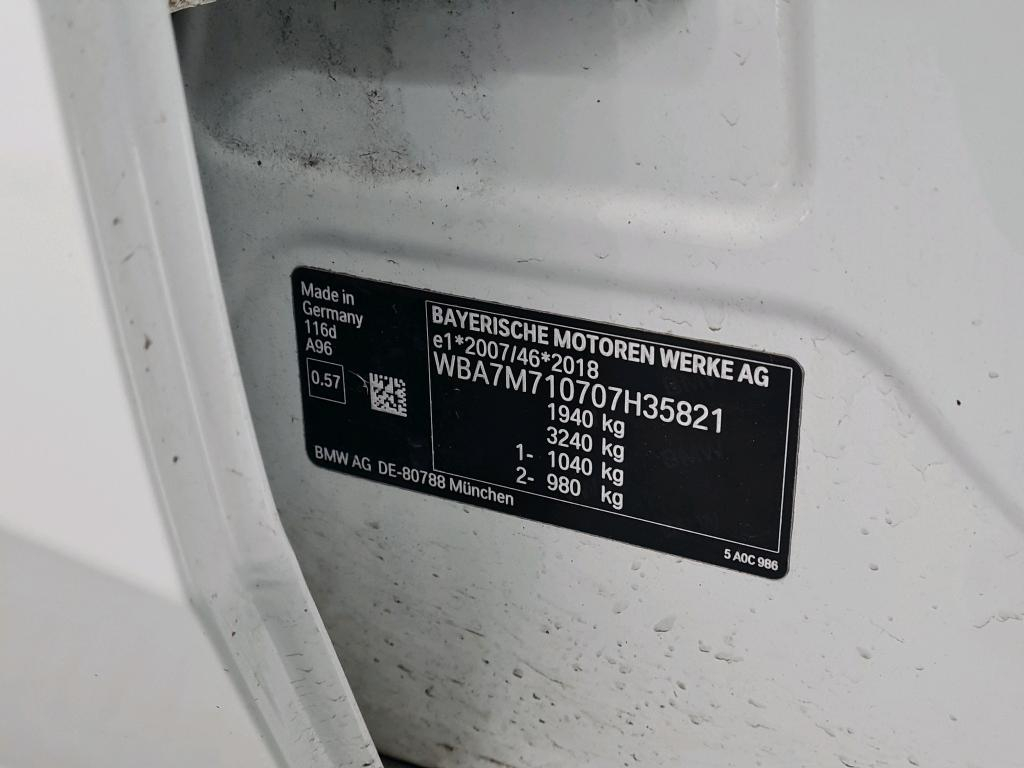 Made in
Germany
116d
A96
0.57
BAYERISCHE MOTOREN WERKE AG
e1*2007/46*2018
WBA7M710707H35821
1940 kg
3240 kg
1- 1040 kg
2- 980 kg
BMW AG DE-80788 München
5 A0C 986